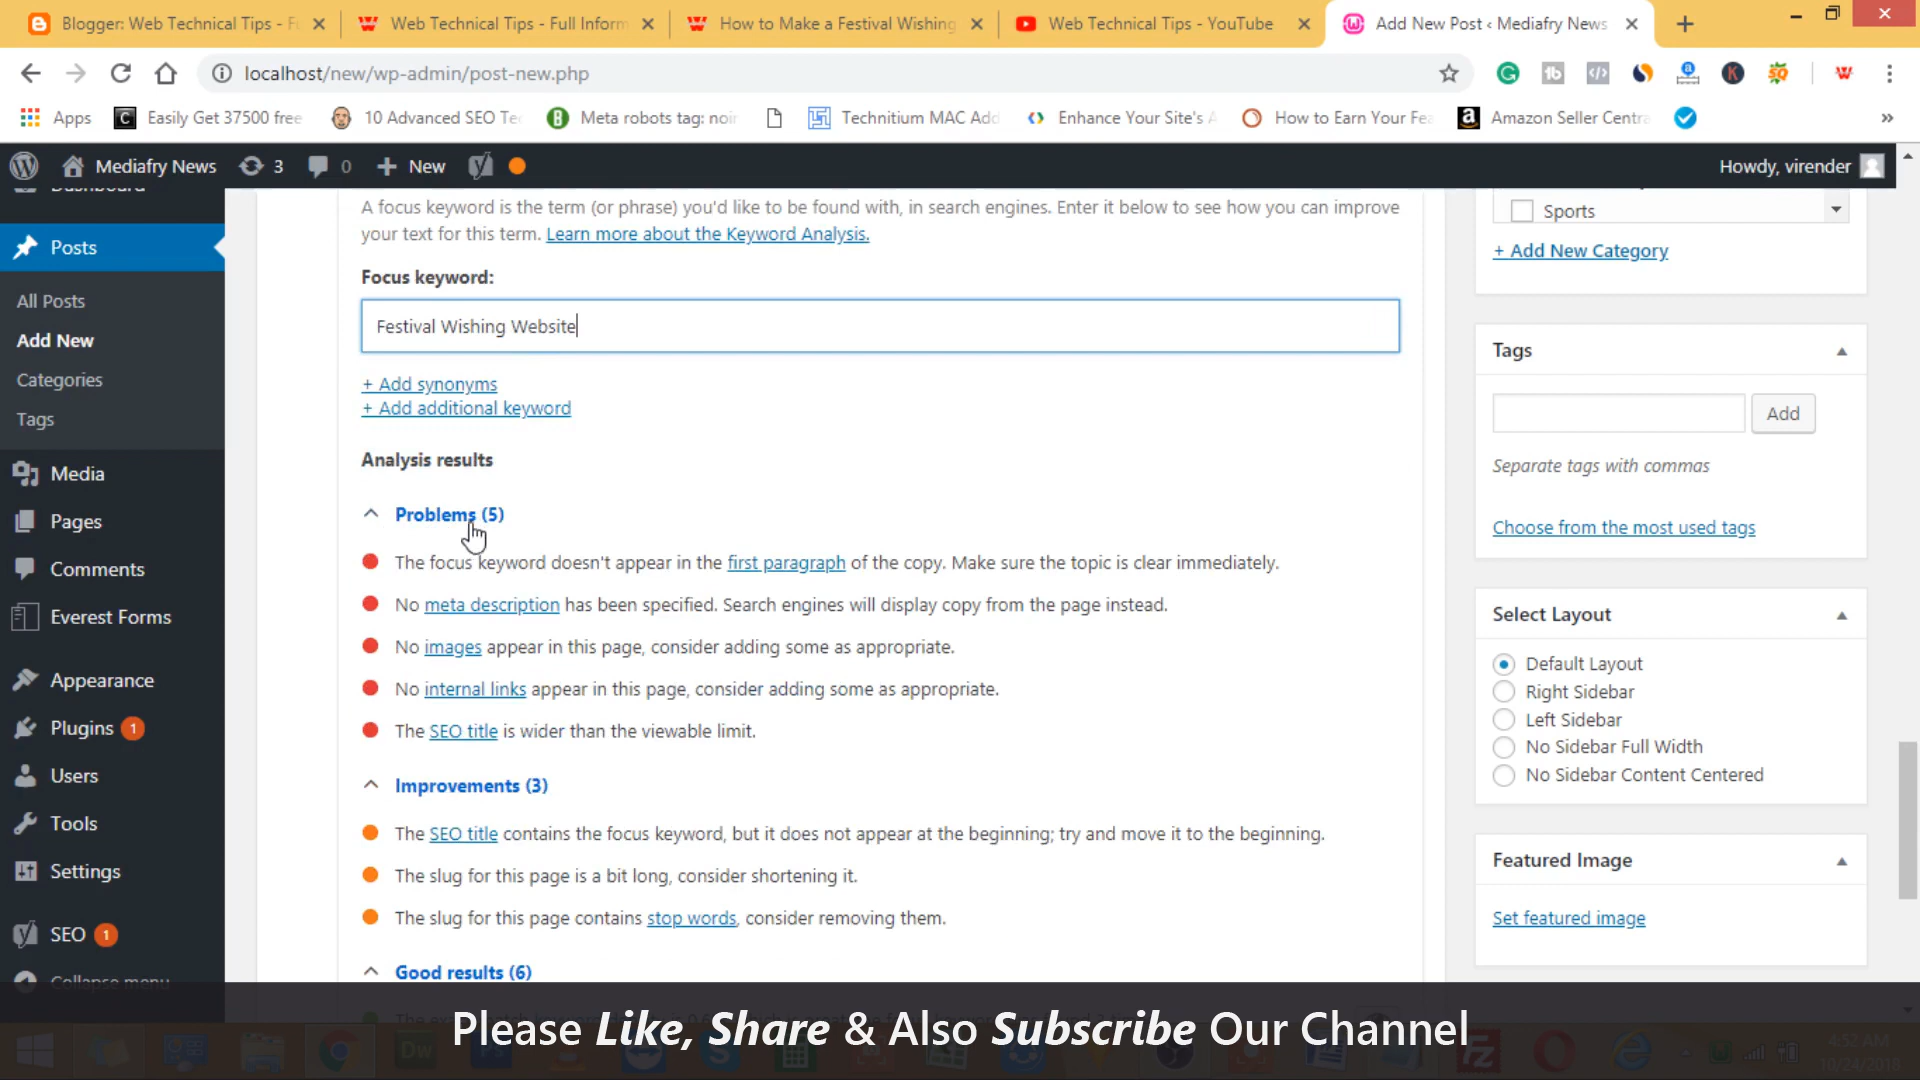 Blogger: Web Technical Tips - Fu
Web Technical Tips - Full Inform
How to Make a Festival Wishing
Web Technical Tips - YouTube
Add New Post ‹ Mediafry News
localhost/new/wp-admin/post-new.php
Apps
Easily Get 37500 free
10 Advanced SEO Te
Meta robots tag: noin
Technitium MAC Add
Enhance Your Site's A
How to Earn Your Fe
Amazon Seller Centra
Mediafry News
3
0
New
Howdy, virender
Dashboard
Posts
All Posts
Add New
Categories
Tags
Media
Pages
Comments
Everest Forms
Appearance
Plugins 1
Users
Tools
Settings
SEO 1
Collapse menu
A focus keyword is the term (or phrase) you'd like to be found with, in search engines. Enter it below to see how you can improve
your text for this term. Learn more about the Keyword Analysis.
Focus keyword:
Festival Wishing Website
+ Add synonyms
+ Add additional keyword
Analysis results
Problems (5)
The focus keyword doesn't appear in the first paragraph of the copy. Make sure the topic is clear immediately.
No meta description has been specified. Search engines will display copy from the page instead.
No images appear in this page, consider adding some as appropriate.
No internal links appear in this page, consider adding some as appropriate.
The SEO title is wider than the viewable limit.
Improvements (3)
The SEO title contains the focus keyword, but it does not appear at the beginning; try and move it to the beginning.
The slug for this page is a bit long, consider shortening it.
The slug for this page contains stop words, consider removing them.
Good results (6)
Sports
+ Add New Category
Tags
Add
Separate tags with commas
Choose from the most used tags
Select Layout
Default Layout
Right Sidebar
Left Sidebar
No Sidebar Full Width
No Sidebar Content Centered
Featured Image
Set featured image
Please Like, Share & Also Subscribe Our Channel
4:52 AM
10/24/2018